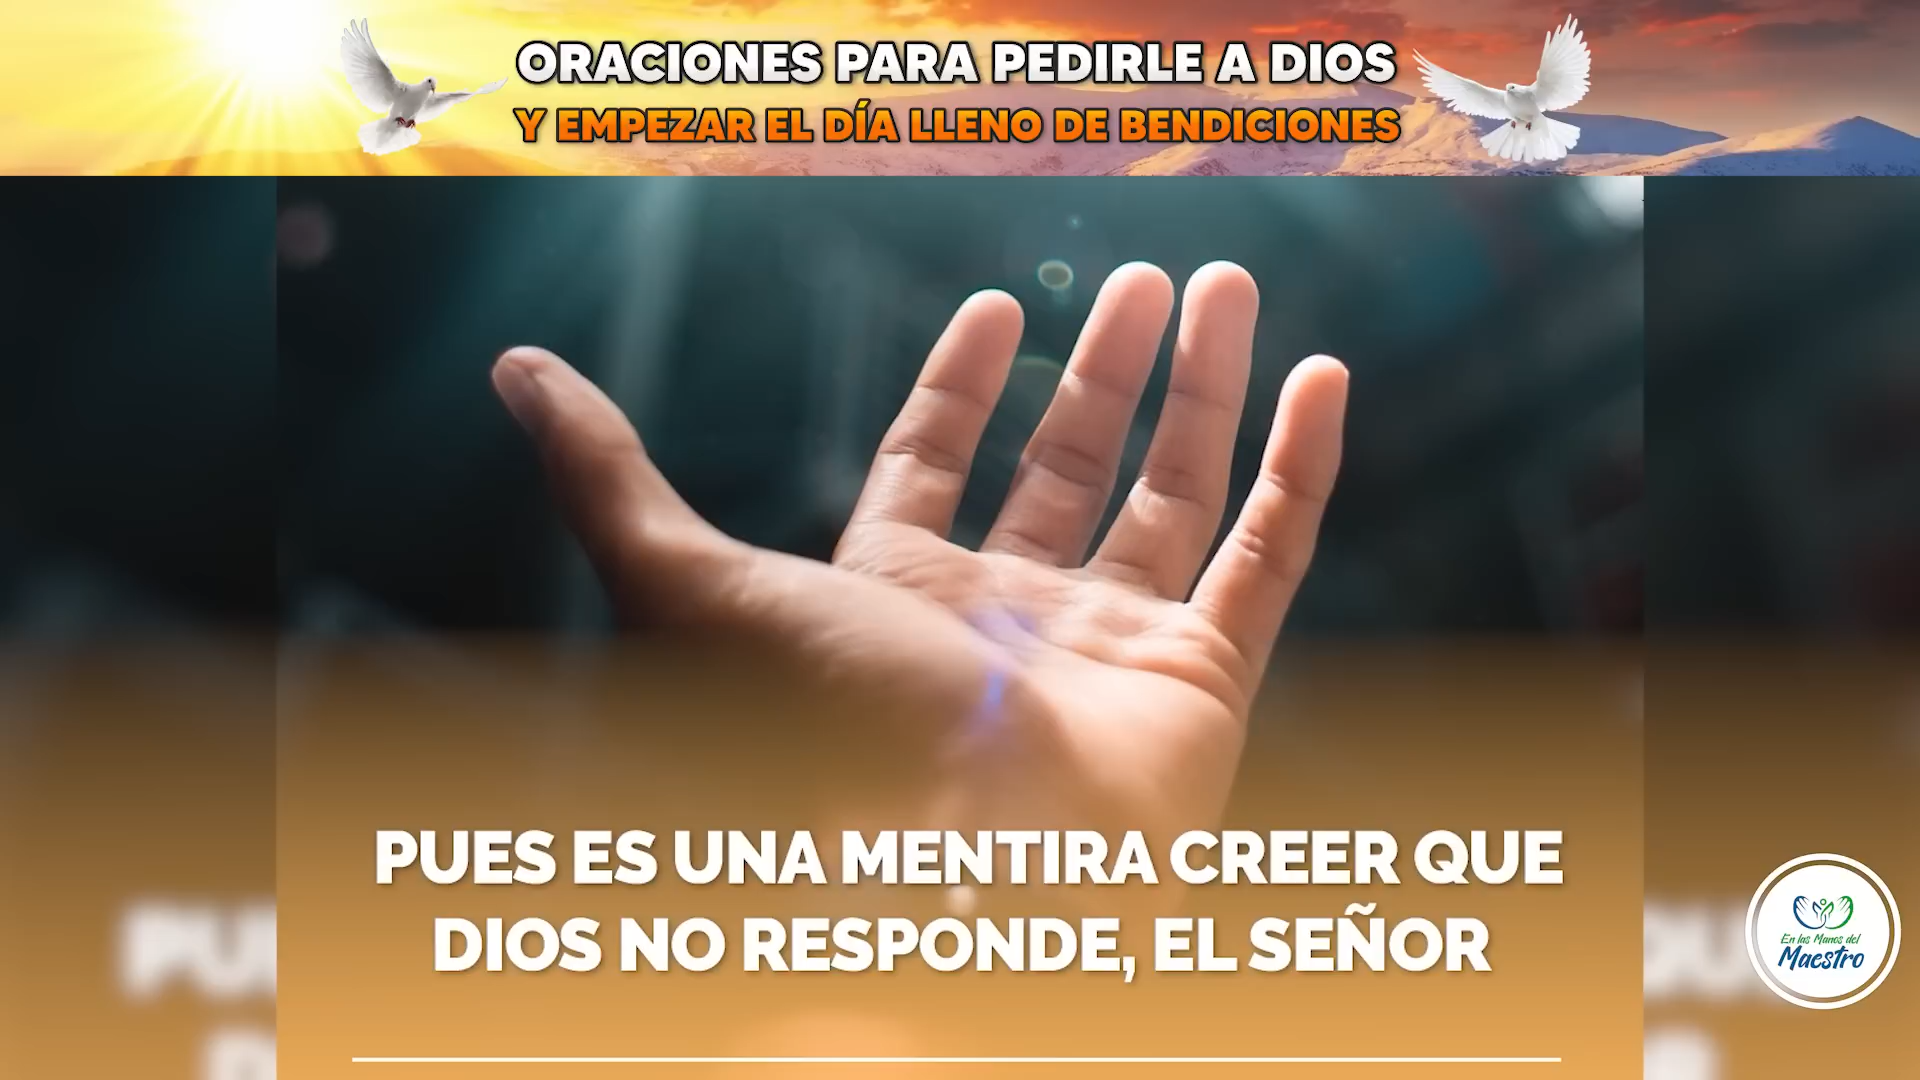 ORACIONES PARA PEDIRLE A DIOS
Y EMPEZAR EL DÍA LLENO DE BENDICIONES
PUES ES UNA MENTIRA CREER QUE
DIOS NO RESPONDE, EL SEÑOR
En las Manos del
Maestro